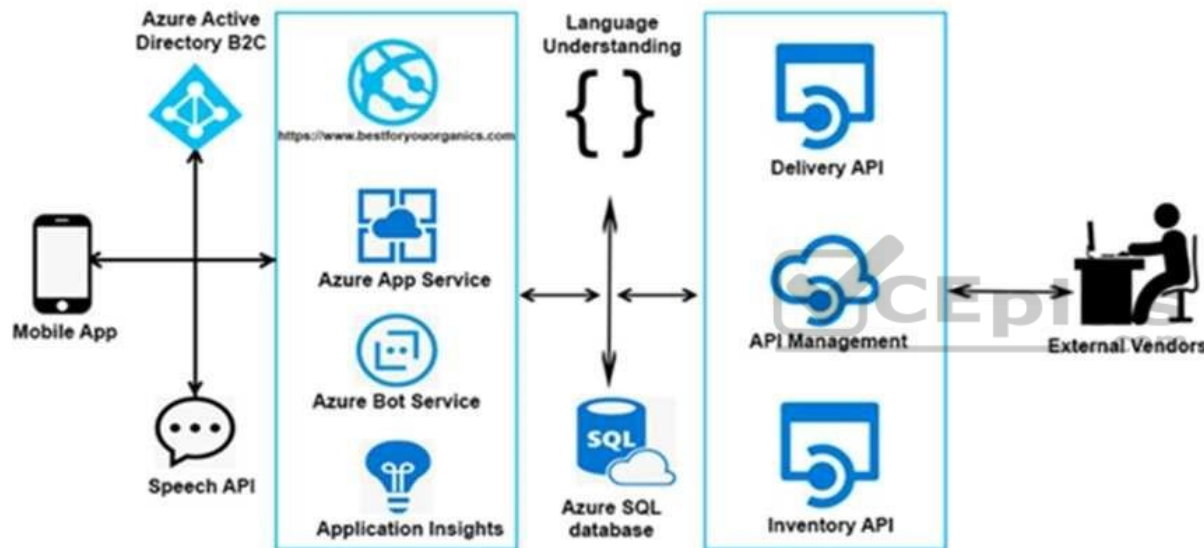 Azure Active
Directory B2C
Mobile App
Speech API
https://www.bestforyouorganics.com
Azure App Service
Azure Bot Service
Application Insights
Language
Understanding
{ }
SQL
Azure SQL
database
Delivery API
API Management
Inventory API
External Vendors